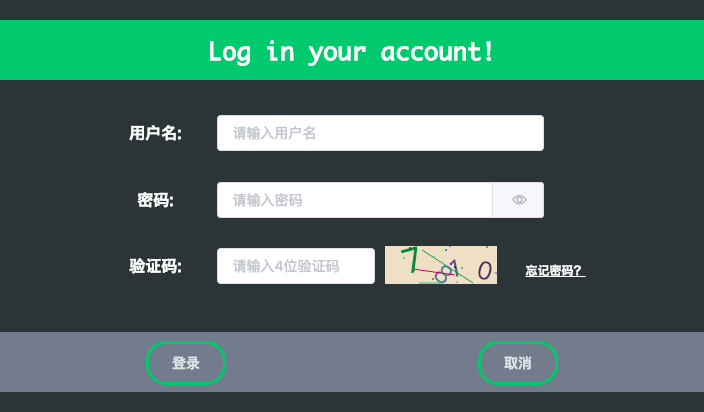 Log in your account!
用户名:
请输入用户名
密码:
请输入密码
验证码:
请输入4位验证码
忘记密码？
登录
取消